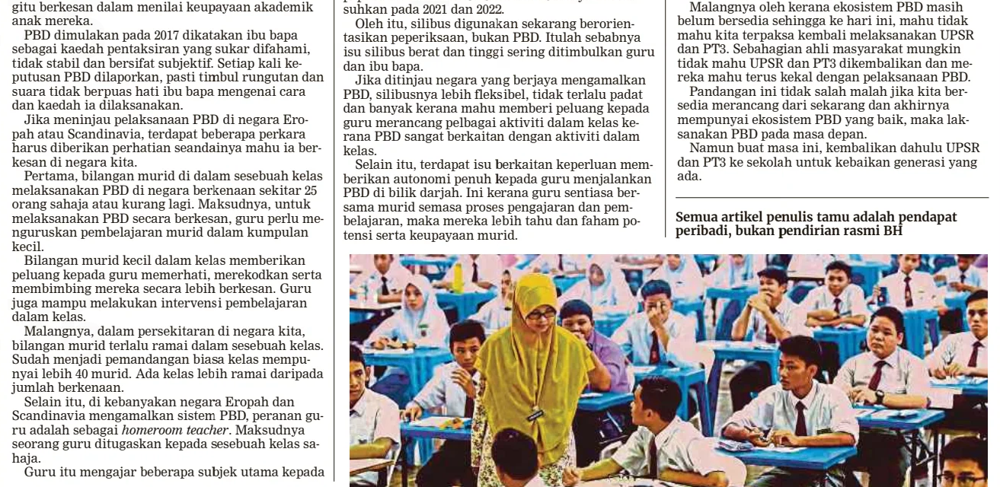 gitu berkesan dalam menilai keupayaan akademik
anak mereka.
PBD dimulakan pada 2017 dikatakan ibu bapa
sebagai kaedah pentaksiran yang sukar difahami,
tidak stabil dan bersifat subjektif. Setiap kali ke-
putusan PBD dilaporkan, pasti timbul rungutan dan
suara tidak berpuas hati ibu bapa mengenai cara
dan kaedah ia dilaksanakan.
Jika meninjau pelaksanaan PBD di negara Ero-
pah atau Scandinavia, terdapat beberapa perkara
harus diberikan perhatian seandainya mahu ia ber-
kesan di negara kita.
Pertama, bilangan murid di dalam sesebuah kelas
melaksanakan PBD di negara berkenaan sekitar 25
orang sahaja atau kurang lagi. Maksudnya, untuk
melaksanakan PBD secara berkesan, guru perlu me-
nguruskan pembelajaran murid dalam kumpulan
kecil.
Bilangan murid kecil dalam kelas memberikan
peluang kepada guru memerhati, merekodkan serta
membimbing mereka secara lebih berkesan. Guru
juga mampu melakukan intervensi pembelajaran
dalam kelas.
Malangnya, dalam persekitaran di negara kita,
bilangan murid terlalu ramai dalam sesebuah kelas.
Sudah menjadi pemandangan biasa kelas mempu-
nyai lebih 40 murid. Ada kelas lebih ramai daripada
jumlah berkenaan.
Selain itu, di kebanyakan negara Eropah dan
Scandinavia mengamalkan sistem PBD, peranan gu-
ru adalah sebagai homeroom teacher. Maksudnya
seorang guru ditugaskan kepada sesebuah kelas sa-
haja.
Guru itu mengajar beberapa subjek utama kepada
suhkan pada 2021 dan 2022.
Oleh itu, silibus digunakan sekarang berorien-
tasikan peperiksaan, bukan PBD. Itulah sebabnya
isu silibus berat dan tinggi sering ditimbulkan guru
dan ibu bapa.
Jika ditinjau negara yang berjaya mengamalkan
PBD, silibusnya lebih fleksibel, tidak terlalu padat
dan banyak kerana mahu memberi peluang kepada
guru merancang pelbagai aktiviti dalam kelas ke-
rana PBD sangat berkaitan dengan aktiviti dalam
kelas.
Selain itu, terdapat isu berkaitan keperluan mem-
berikan autonomi penuh kepada guru menjalankan
PBD di bilik darjah. Ini kerana guru sentiasa ber-
sama murid semasa proses pengajaran dan pem-
belajaran, maka mereka lebih tahu dan faham po-
tensi serta keupayaan murid.
Malangnya oleh kerana ekosistem PBD masih
belum bersedia sehingga ke hari ini, mahu tidak
mahu kita terpaksa kembali melaksanakan UPSR
dan PT3. Sebahagian ahli masyarakat mungkin
tidak mahu UPSR dan PT3 dikembalikan dan me-
reka mahu terus kekal dengan pelaksanaan PBD.
Pandangan ini tidak salah malah jika kita ber-
sedia merancang dari sekarang dan akhirnya
mempunyai ekosistem PBD yang baik, maka lak-
sanakan PBD pada masa depan.
Namun buat masa ini, kembalikan dahulu UPSR
dan PT3 ke sekolah untuk kebaikan generasi yang
ada.
Semua artikel penulis tamu adalah pendapat
peribadi, bukan pendirian rasmi BH